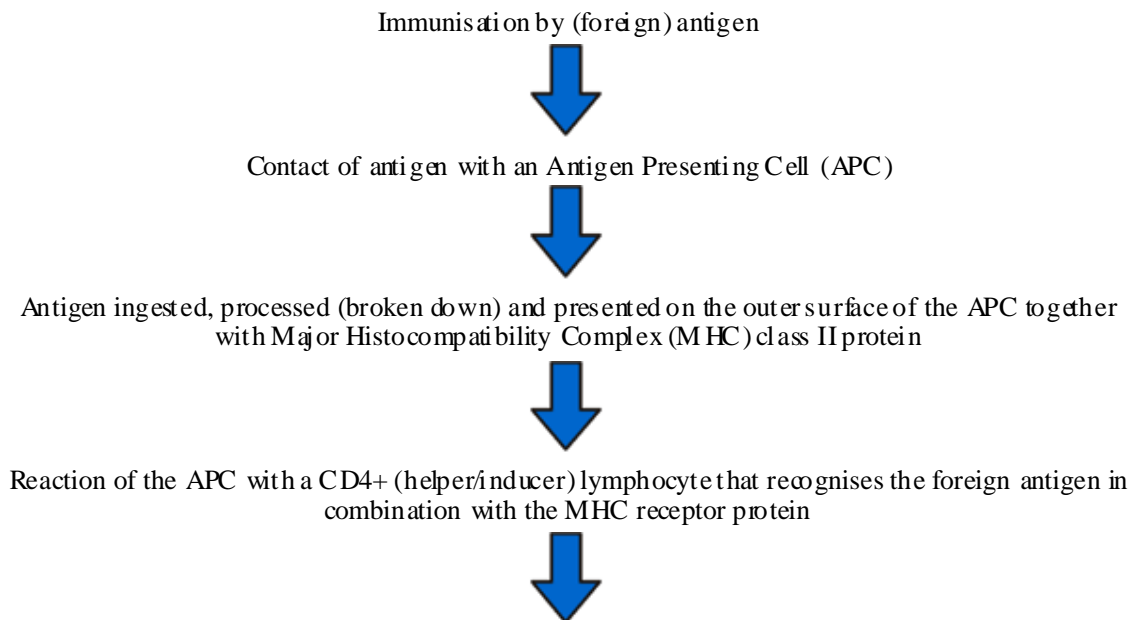 Immunisation by (foreign) antigen
Contact of antigen with an Antigen Presenting Cell (APC)
Antigen ingested, processed (broken down) and presented on the outer surface of the APC together
with Major Histocompatibility Complex (MHC) class II protein
Reaction of the APC with a CD4+ (helper/inducer) lymphocyte that recognises the foreign antigen in
combination with the MHC receptor protein